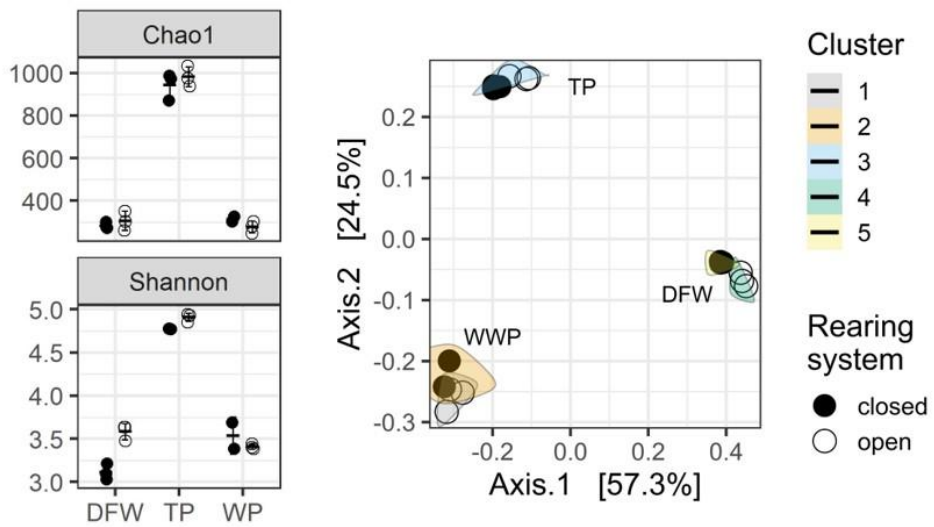 Chao1
1000
800
600
400
Shannon
5.0
4.5
4.0
3.5
3.0
DFW TP WP
Axis.2 [24.5%]
0.2
0.1
0.0
-0.1
-0.2
-0.3
TP
DFW
WWP
-0.2 0.0 0.2 0.4
Axis.1 [57.3%]
Cluster
1
2
3
4
5
Rearing
system
closed
open